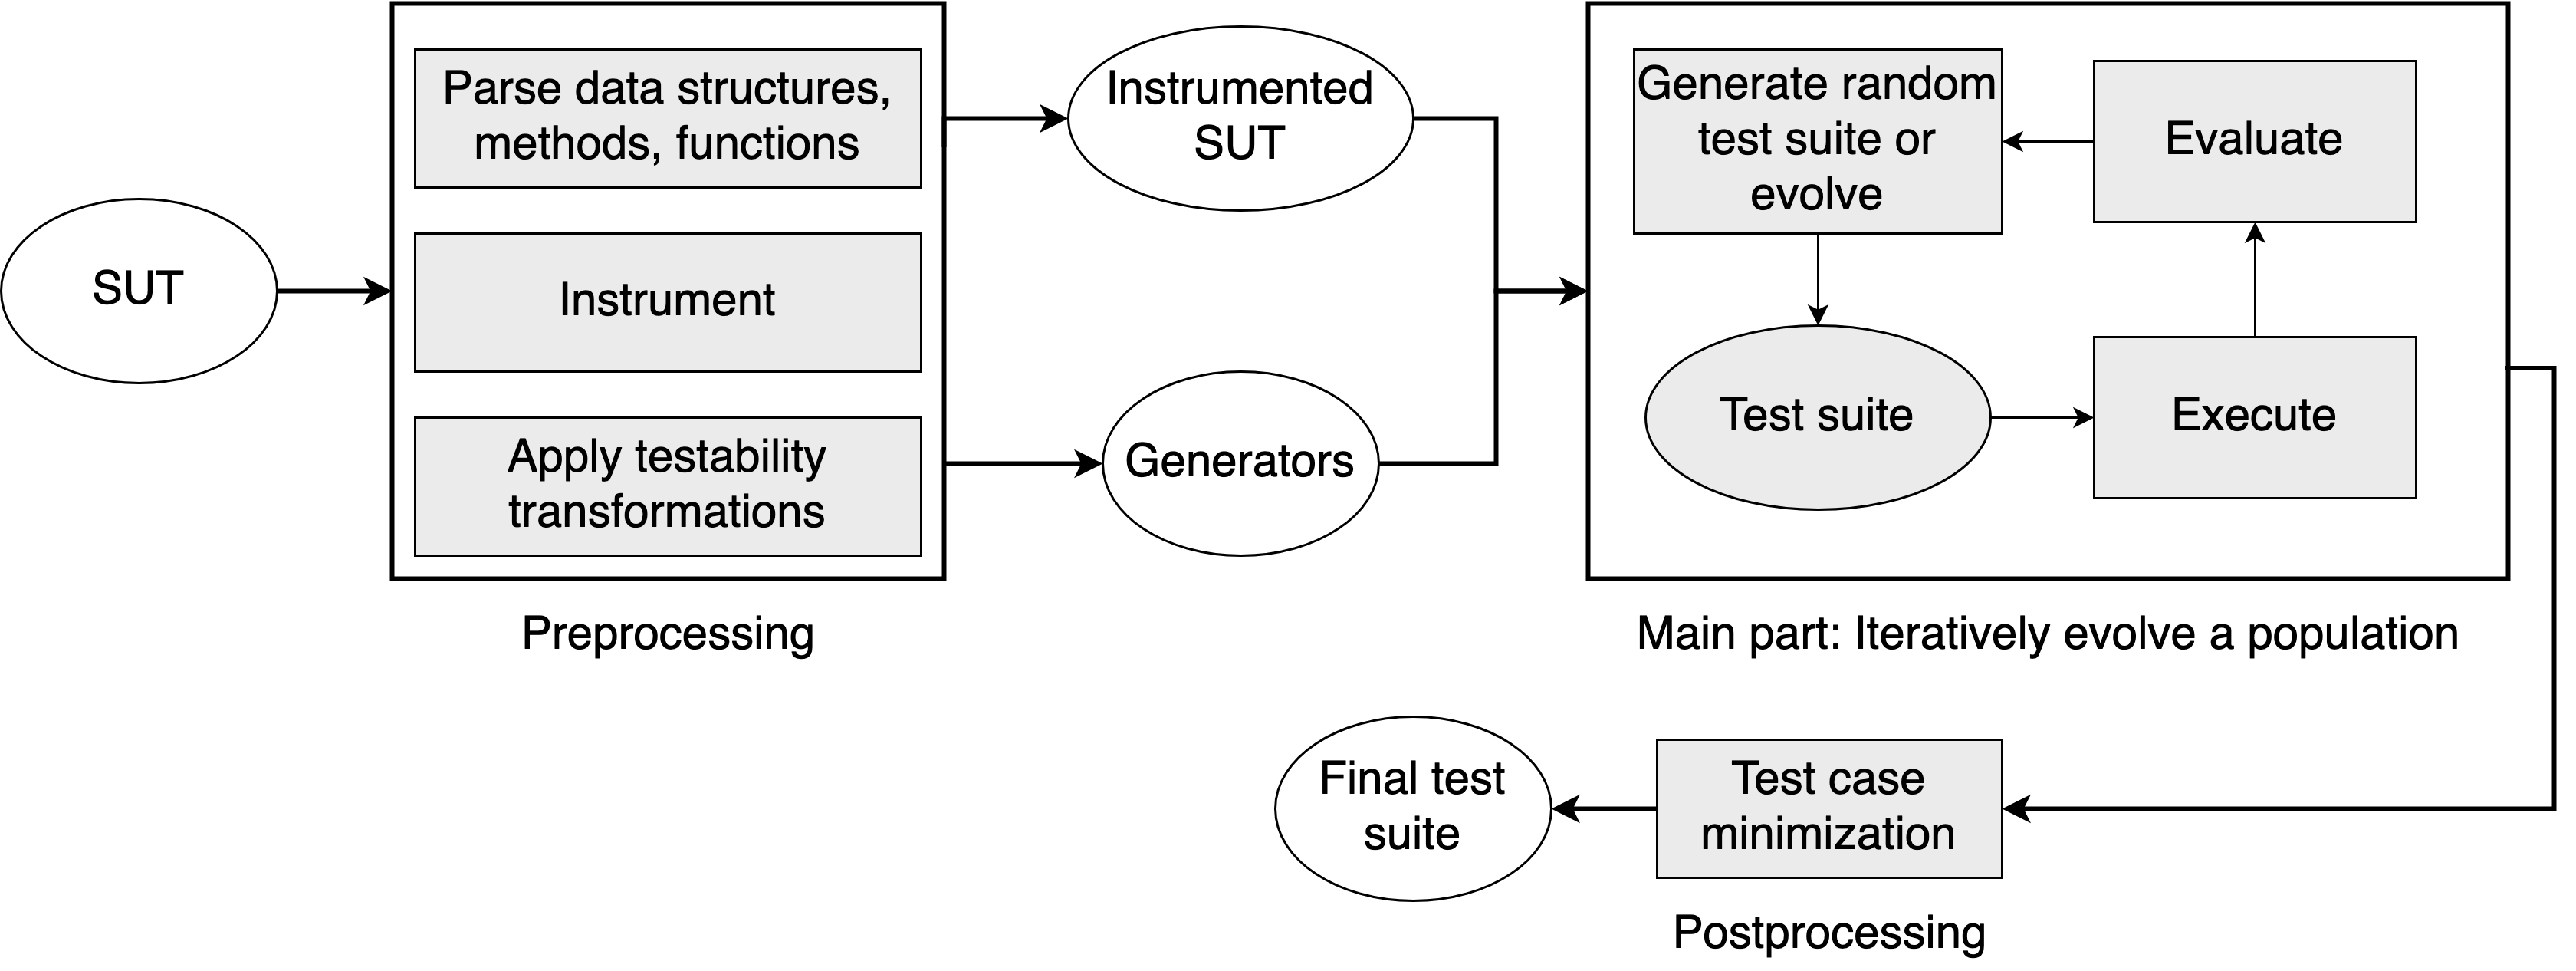 SUT
Parse data structures,
methods, functions
Instrument
Apply testability
transformations
Preprocessing
Instrumented
SUT
Generators
Generate random
test suite or
evolve
Evaluate
Test suite
Execute
Main part: Iteratively evolve a population
Final test
suite
Test case
minimization
Postprocessing